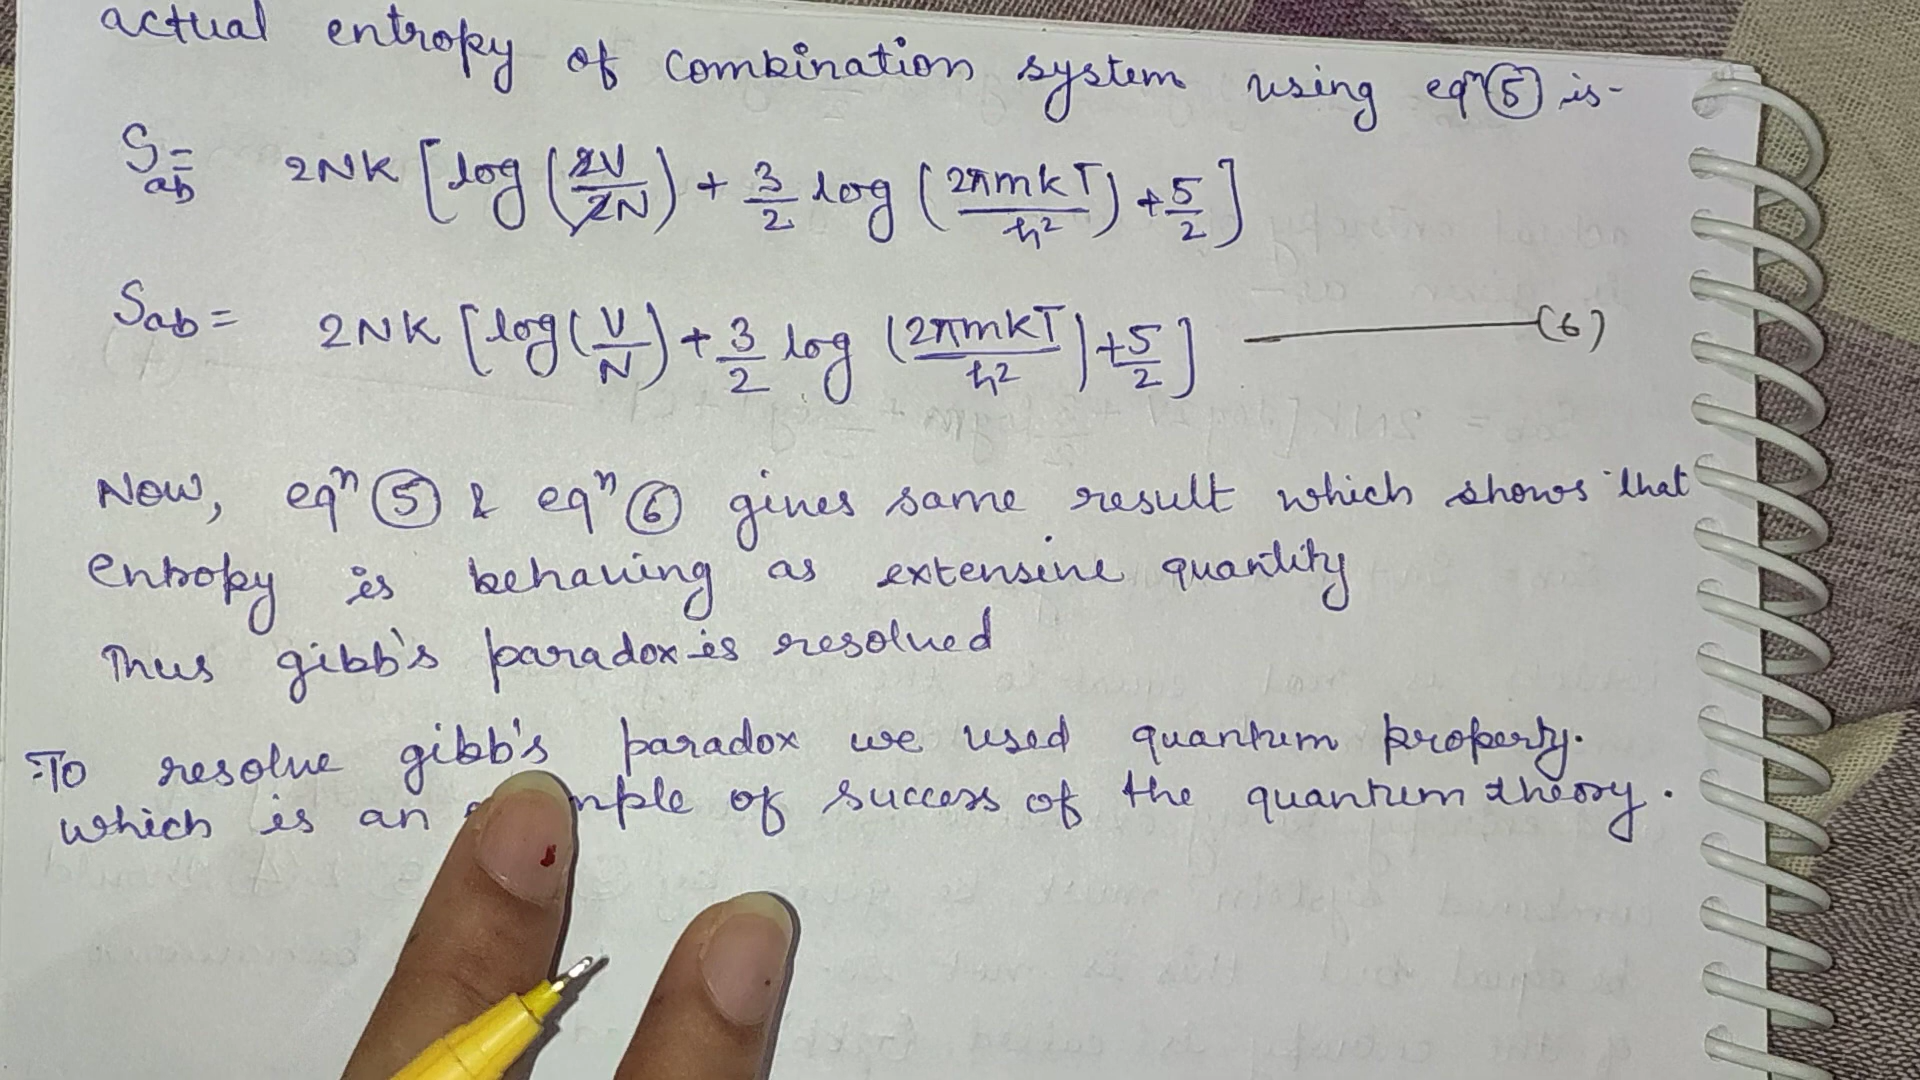 actual entropy of combination system using eqⁿ (5) is-
S_ab = 2NK [log (2V/2N) + 3/2 log (2πmkT/h²) + 5/2]
S_ab = 2NK [log (V/N) + 3/2 log (2πmkT/h²) + 5/2] ———(6)
Now, eqⁿ (5) & eqⁿ (6) gives same result which shows that
entropy is behaving as extensive quantity
Thus gibb's paradox is resolved
:To resolve gibb's paradox we used quantum property.
which is an of success of the quantum theory.